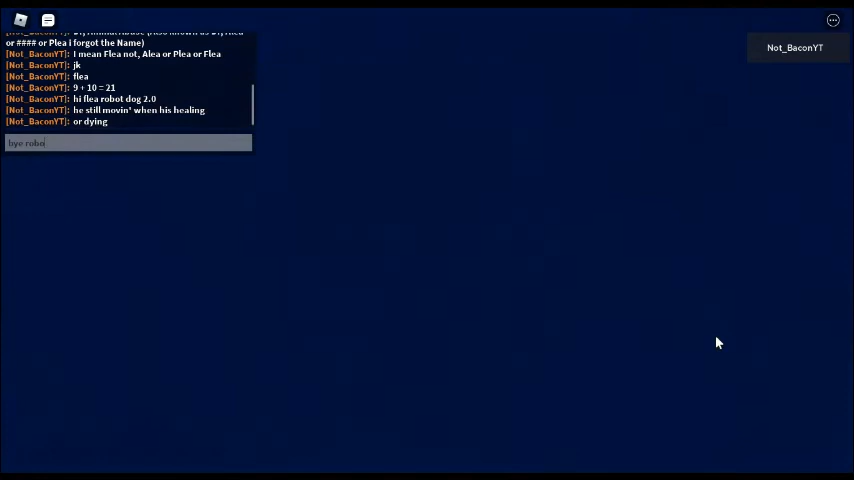 or #### or Plea i forgot the Name)
[Not_BaconYT]: I mean Flea not, Alea or Plea or Flea
[Not_BaconYT]: jk
[Not_BaconYT]: flea
[Not_BaconYT]: 9 + 10 = 21
[Not_BaconYT]: hi flea robot dog 2.0
[Not_BaconYT]: he still movin' when his healing
[Not_BaconYT]: or dying
bye robo
Not_BaconYT